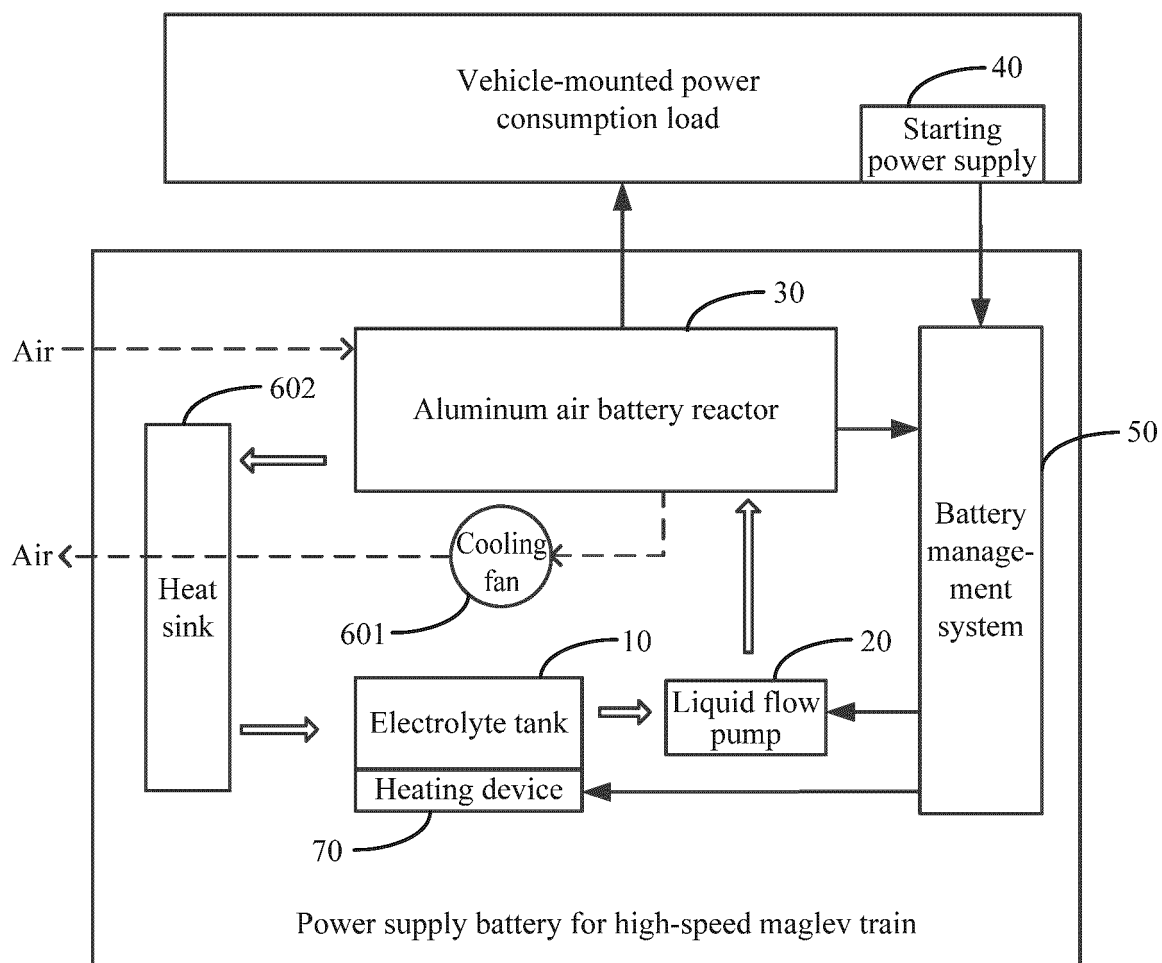 Vehicle-mounted power
consumption load
40
Starting
power supply
30
Air
Aluminum air battery reactor
602
50
Battery
manage-
ment
system
Air
Cooling
fan
Heat
sink
601
10
20
Electrolyte tank
Liquid flow
pump
Heating device
70
Power supply battery for high-speed maglev train